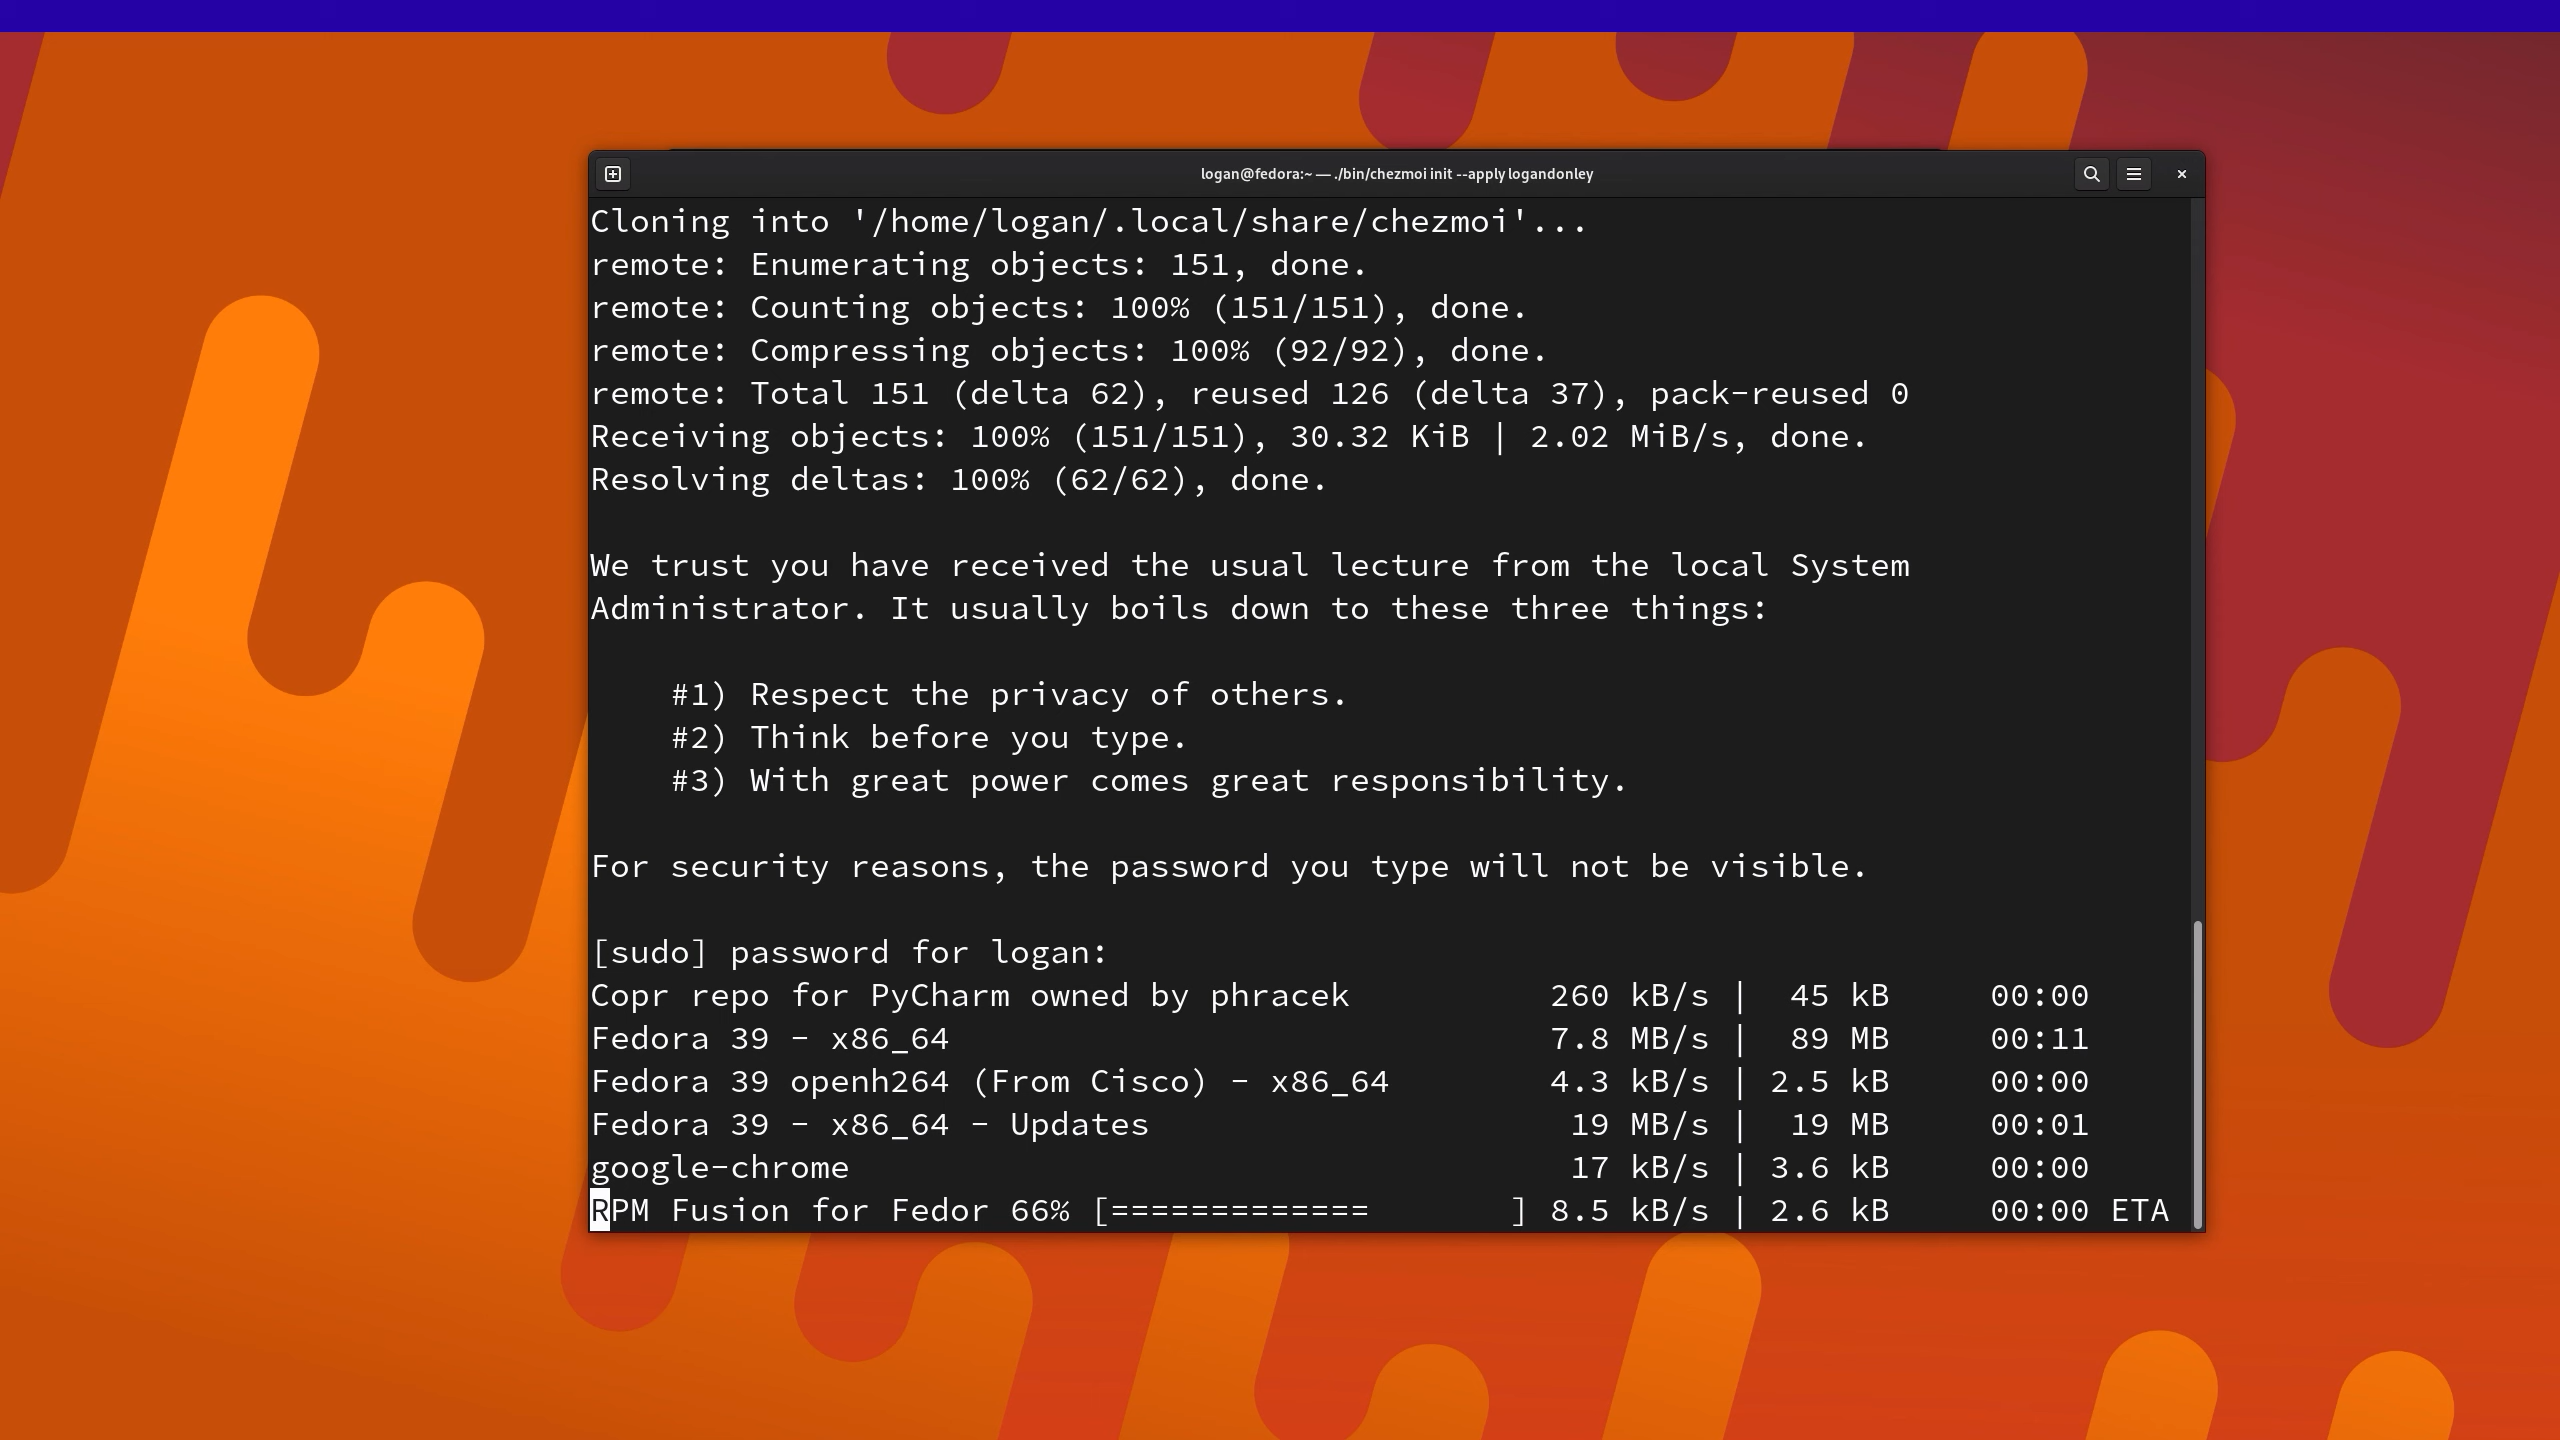 logan@fedora:~ — ./bin/chezmoi init --apply logandonley
Cloning into '/home/logan/.local/share/chezmoi'...
remote: Enumerating objects: 151, done.
remote: Counting objects: 100% (151/151), done.
remote: Compressing objects: 100% (92/92), done.
remote: Total 151 (delta 62), reused 126 (delta 37), pack-reused 0
Receiving objects: 100% (151/151), 30.32 KiB | 2.02 MiB/s, done.
Resolving deltas: 100% (62/62), done.
We trust you have received the usual lecture from the local System
Administrator. It usually boils down to these three things:
#1) Respect the privacy of others.
#2) Think before you type.
#3) With great power comes great responsibility.
For security reasons, the password you type will not be visible.
[sudo] password for logan:
Copr repo for PyCharm owned by phracek 260 kB/s | 45 kB 00:00
Fedora 39 - x86_64 7.8 MB/s | 89 MB 00:11
Fedora 39 openh264 (From Cisco) - x86_64 4.3 kB/s | 2.5 kB 00:00
Fedora 39 - x86_64 - Updates 19 MB/s | 19 MB 00:01
google-chrome 17 kB/s | 3.6 kB 00:00
RPM Fusion for Fedor 66% [============= ] 8.5 kB/s | 2.6 kB 00:00 ETA